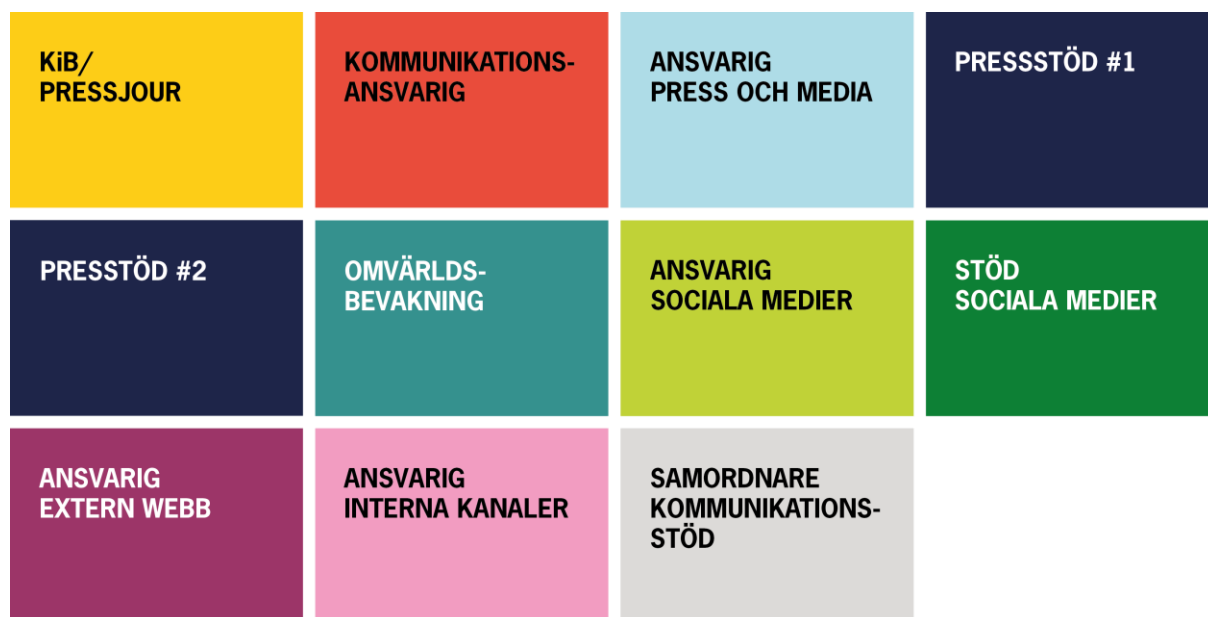 KiB/
PRESSJOUR
KOMMUNIKATIONS-
ANSVARIG
ANSVARIG
PRESS OCH MEDIA
PRESSSTÖD #1
PRESSTÖD #2
OMVÄRLDS-
BEVAKNING
ANSVARIG
SOCIALA MEDIER
STÖD
SOCIALA MEDIER
ANSVARIG
EXTERN WEBB
ANSVARIG
INTERNA KANALER
SAMORDNARE
KOMMUNIKATIONS-
STÖD